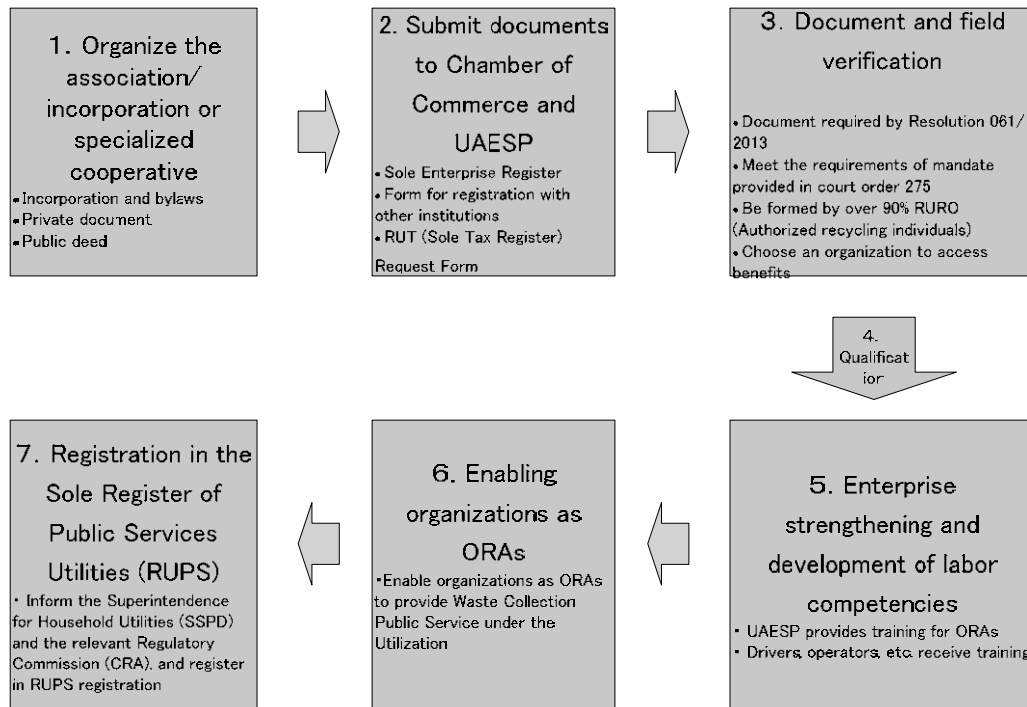 1. Organize the
association/
incorporation or
specialized
cooperative
• Incorporation and bylaws
• Private document
• Public deed
2. Submit documents
to Chamber of
Commerce and
UAESP
• Sole Enterprise Register
• Form for registration with
other institutions
• RUT (Sole Tax Register)
Request Form
3. Document and field
verification
• Document required by Resolution 061/
2013
• Meet the requirements of mandate
provided in court order 275
• Be formed by over 90% RURO
(Authorized recycling individuals)
• Choose an organization to access
benefits
4.
Qualificat
ior
5. Enterprise
strengthening and
development of labor
competencies
・UAESP provides training for ORAs
・Drivers, operators, etc. receive training
6. Enabling
organizations as
ORAs
・Enable organizations as ORAs
to provide Waste Collection
Public Service under the
Utilization
7. Registration in the
Sole Register of
Public Services
Utilities (RUPS)
・Inform the Superintendence
for Household Utilities (SSPD)
and the relevant Regulatory
Commission (CRA), and register
in RUPS registration